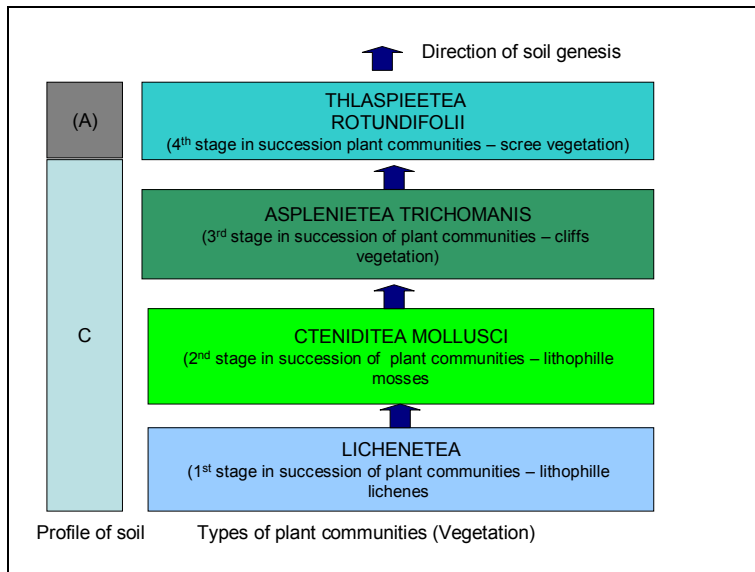 Direction of soil genesis
(A)
THLASPIEETEA
ROTUNDIFOLII
(4th stage in succession plant communities – scree vegetation)
ASPLENIETEA TRICHOMANIS
(3rd stage in succession of plant communities – cliffs
vegetation)
C
CTENIDITEA MOLLUSCI
(2nd stage in succession of plant communities – lithophille
mosses
LICHENETEA
(1st stage in succession of plant communities – lithophille
lichenes
Profile of soil
Types of plant communities (Vegetation)